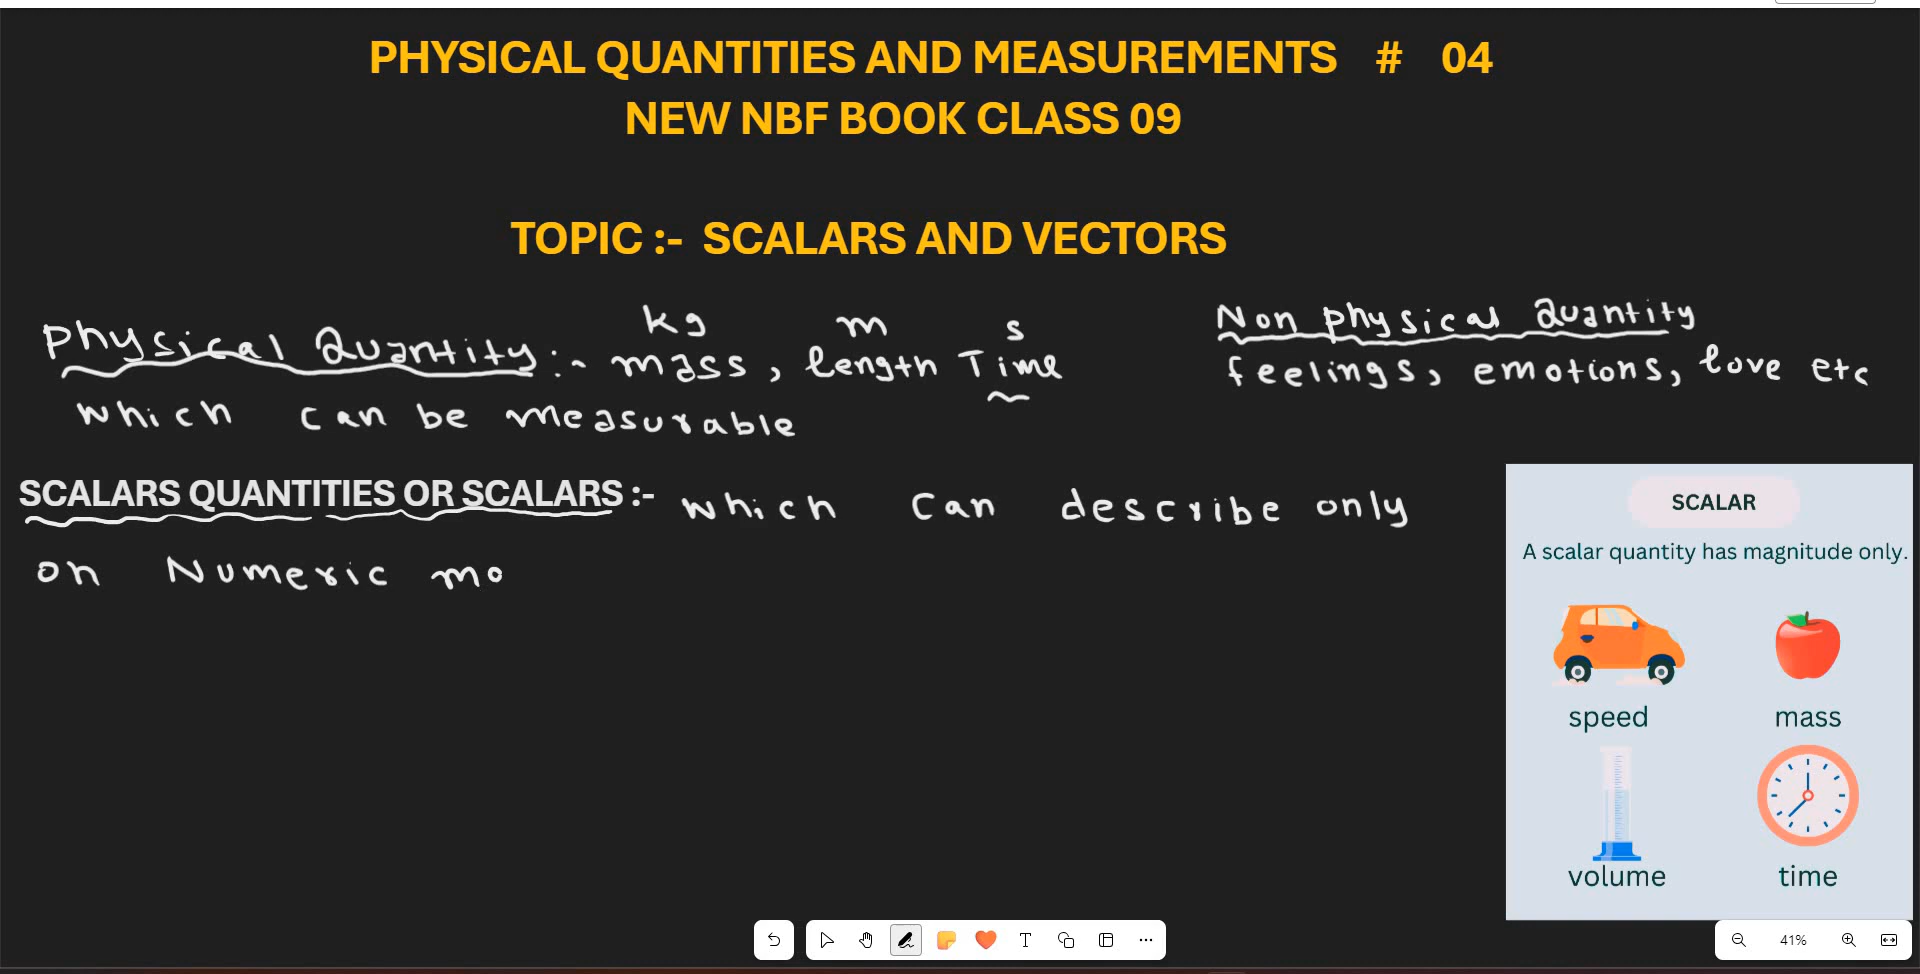 PHYSICAL QUANTITIES AND MEASUREMENTS # 04
NEW NBF BOOK CLASS 09
TOPIC :- SCALARS AND VECTORS
kg m s
Physical Quantity :- mass, length Time
which can be measurable
Non physical Quantity
feelings, emotions, love etc
SCALARS QUANTITIES OR SCALARS :- which can describe only
on Numeric mo
SCALAR
A scalar quantity has magnitude only.
speed mass
volume time
41%